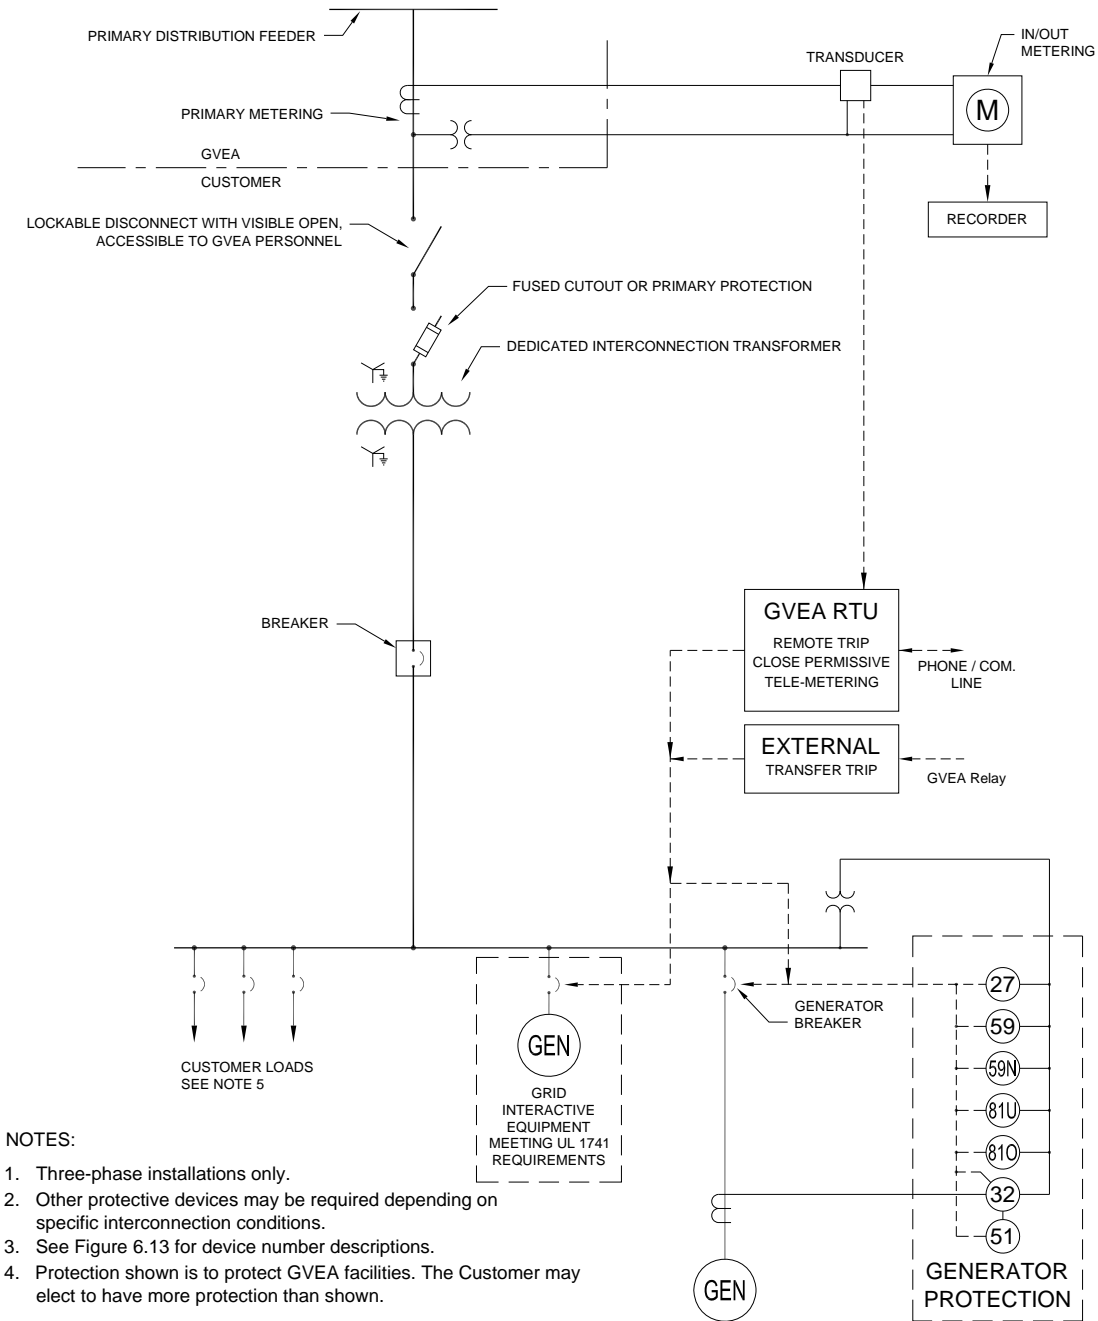 PRIMARY DISTRIBUTION FEEDER
IN/OUT
METERING
TRANSDUCER
M
PRIMARY METERING
GVEA
CUSTOMER
RECORDER
LOCKABLE DISCONNECT WITH VISIBLE OPEN,
ACCESSIBLE TO GVEA PERSONNEL
FUSED CUTOUT OR PRIMARY PROTECTION
DEDICATED INTERCONNECTION TRANSFORMER
BREAKER
GVEA RTU
REMOTE TRIP
CLOSE PERMISSIVE
TELE-METERING
PHONE / COM.
LINE
EXTERNAL
TRANSFER TRIP
GVEA Relay
CUSTOMER LOADS
SEE NOTE 5
GEN
GRID
INTERACTIVE
EQUIPMENT
MEETING UL 1741
REQUIREMENTS
GENERATOR
BREAKER
27
59
59N
81U
81O
32
51
GENERATOR
PROTECTION
GEN
NOTES:
1. Three-phase installations only.
2. Other protective devices may be required depending on
specific interconnection conditions.
3. See Figure 6.13 for device number descriptions.
4. Protection shown is to protect GVEA facilities. The Customer may
elect to have more protection than shown.